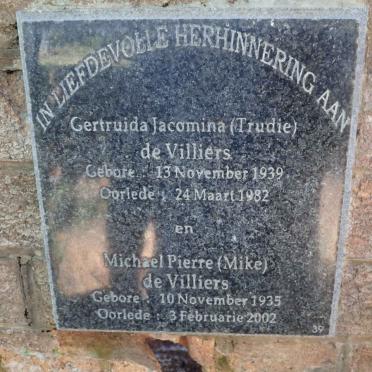 IN LIEFDEVOLLE HERHINNERING AAN
Gertruida Jacomina (Trudie)
de Villiers
Gebore : 13 November 1939
Oorlede : 24 Maart 1982
en
Michael Pierre (Mike)
de Villiers
Gebore : 10 November 1935
Oorlede : 3 Februarie 2002
39